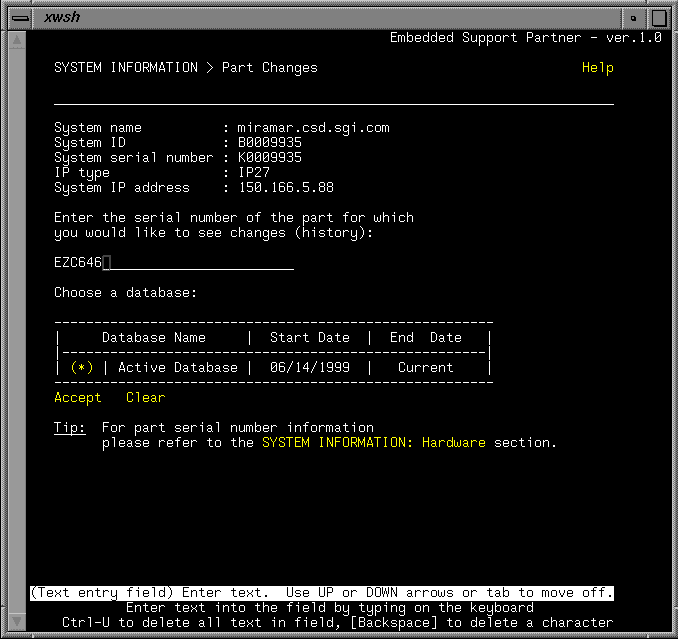 xwsh
Embedded Support Partner - ver.1.0
SYSTEM INFORMATION > Part Changes Help
System name : miramar.csd.sgi.com
System ID : B0009935
System serial number : K0009935
IP type : IP27
System IP address : 150.166.5.88
Enter the serial number of the part for which
you would like to see changes (history):
EZC646
Choose a database:
| Database Name | Start Date | End Date |
| (*) | Active Database | 06/14/1999 | Current |
Accept Clear
Tip: For part serial number information
please refer to the SYSTEM INFORMATION: Hardware section.
(Text entry field) Enter text. Use UP or DOWN arrows or tab to move off.
Enter text into the field by typing on the keyboard
Ctrl-U to delete all text in field, [Backspace] to delete a character